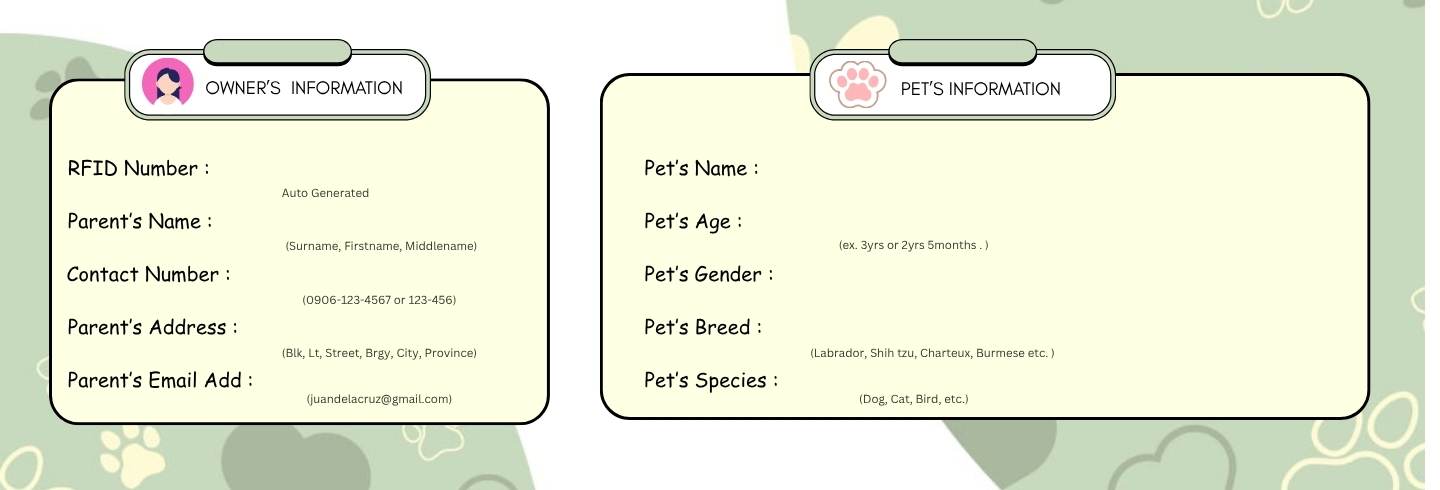 OWNER'S INFORMATION
RFID Number :
Auto Generated
Parent's Name :
(Surname, Firstname, Middlename)
Contact Number :
(0906-123-4567 or 123-456)
Parent's Address :
(Blk, Lt, Street, Brgy, City, Province)
Parent's Email Add :
(juandelacruz@gmail.com)
PET'S INFORMATION
Pet's Name :
Pet's Age :
(ex. 3yrs or 2yrs 5months . )
Pet's Gender :
Pet's Breed :
(Labrador, Shih tzu, Charteux, Burmese etc. )
Pet's Species :
(Dog, Cat, Bird, etc.)